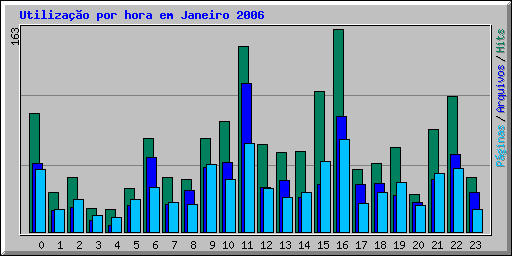 Utilização por hora em Janeiro 2006
163
Páginas / Arquivos / Hits
0 1 2 3 4 5 6 7 8 9 10 11 12 13 14 15 16 17 18 19 20 21 22 23